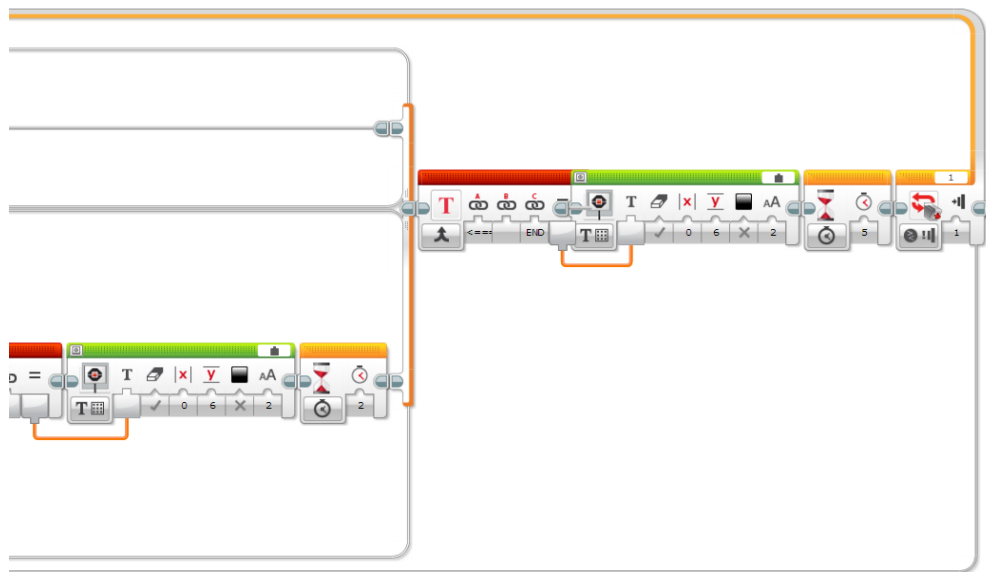 1
T A B C = T x y AA
<=== END T 0 6 2 5 1
D = T x y AA
T 0 6 2 2